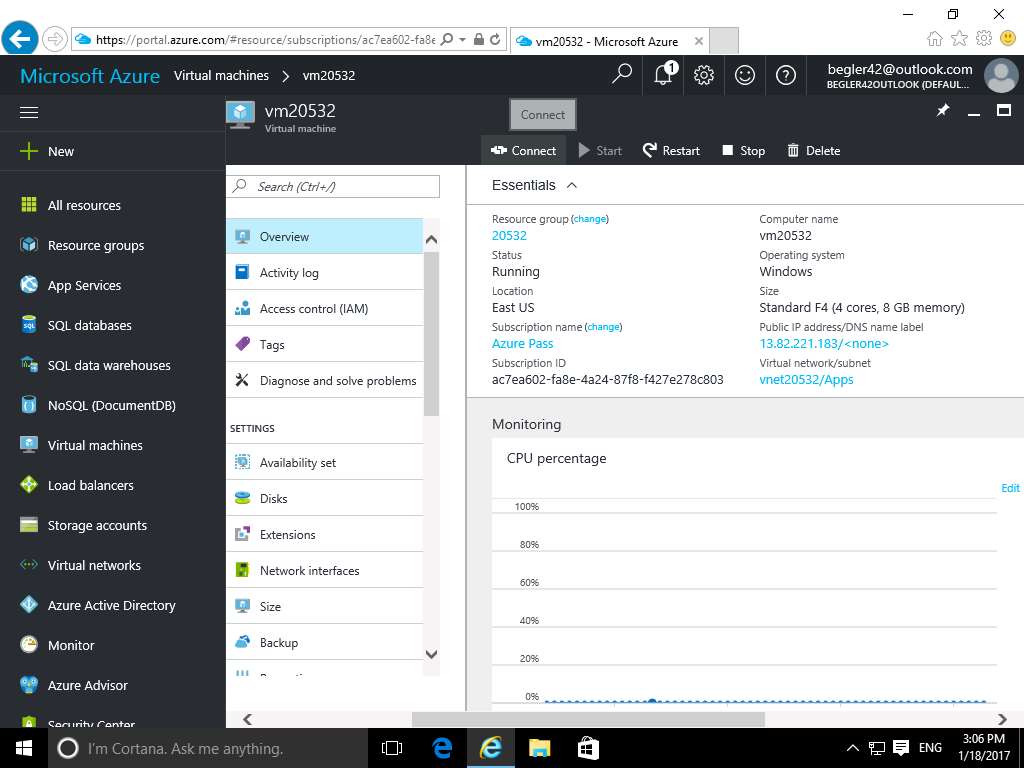 https://portal.azure.com/#resource/subscriptions/ac7ea602-fa8e
vm20532 - Microsoft Azure
Microsoft Azure
Virtual machines
vm20532
1
begler42@outlook.com
BEGLER42OUTLOOK (DEFAUL...
vm20532
Virtual machine
Connect
Connect
Start
Restart
Stop
Delete
New
All resources
Resource groups
App Services
SQL databases
SQL data warehouses
NoSQL (DocumentDB)
Virtual machines
Load balancers
Storage accounts
Virtual networks
Azure Active Directory
Monitor
Azure Advisor
Security Center
Search (Ctrl+/)
Overview
Activity log
Access control (IAM)
Tags
Diagnose and solve problems
SETTINGS
Availability set
Disks
Extensions
Network interfaces
Size
Backup
Essentials
Resource group (change)
20532
Status
Running
Location
East US
Subscription name (change)
Azure Pass
Subscription ID
ac7ea602-fa8e-4a24-87f8-f427e278c803
Computer name
vm20532
Operating system
Windows
Size
Standard F4 (4 cores, 8 GB memory)
Public IP address/DNS name label
13.82.221.183/<none>
Virtual network/subnet
vnet20532/Apps
Monitoring
CPU percentage
Edit
100%
80%
60%
40%
20%
0%
I'm Cortana. Ask me anything.
ENG
3:06 PM
1/18/2017